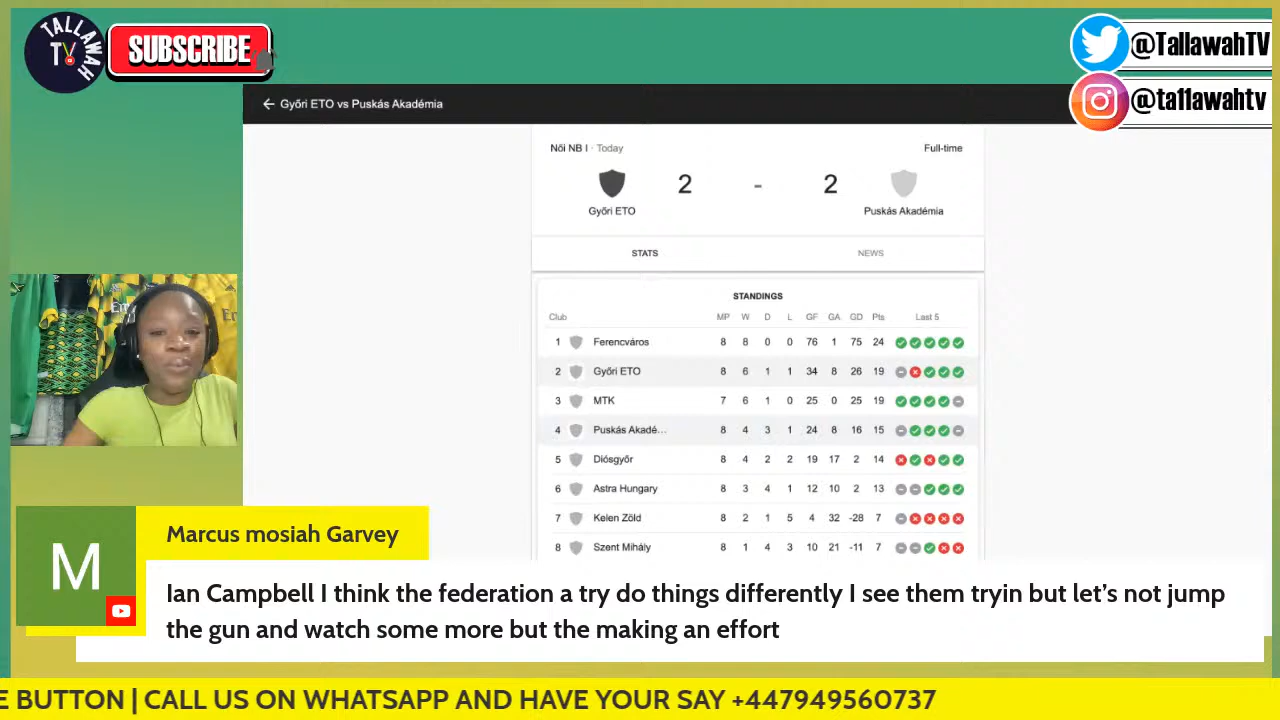 TALLAWAH
TV
SUBSCRIBE
@TallawahTV
@ta11awahtv
Győri ETO vs Puskás Akadémia
Női NB I · Today
Full-time
2 - 2
Győri ETO
Puskás Akadémia
STATS
NEWS
STANDINGS
Club MP W D L GF GA GD Pts Last 5
1 Ferencváros 8 8 0 0 76 1 75 24
2 Győri ETO 8 6 1 1 34 8 26 19
3 MTK 7 6 1 0 25 0 25 19
4 Puskás Akadé... 8 4 3 1 24 8 16 15
5 Diósgyőr 8 4 2 2 19 17 2 14
6 Astra Hungary 8 3 4 1 12 10 2 13
7 Kelen Zöld 8 2 1 5 4 32 -28 7
8 Szent Mihály 8 1 4 3 10 21 -11 7
M
Marcus mosiah Garvey
Ian Campbell I think the federation a try do things differently I see them tryin but let's not jump
the gun and watch some more but the making an effort
E BUTTON | CALL US ON WHATSAPP AND HAVE YOUR SAY +447949560737